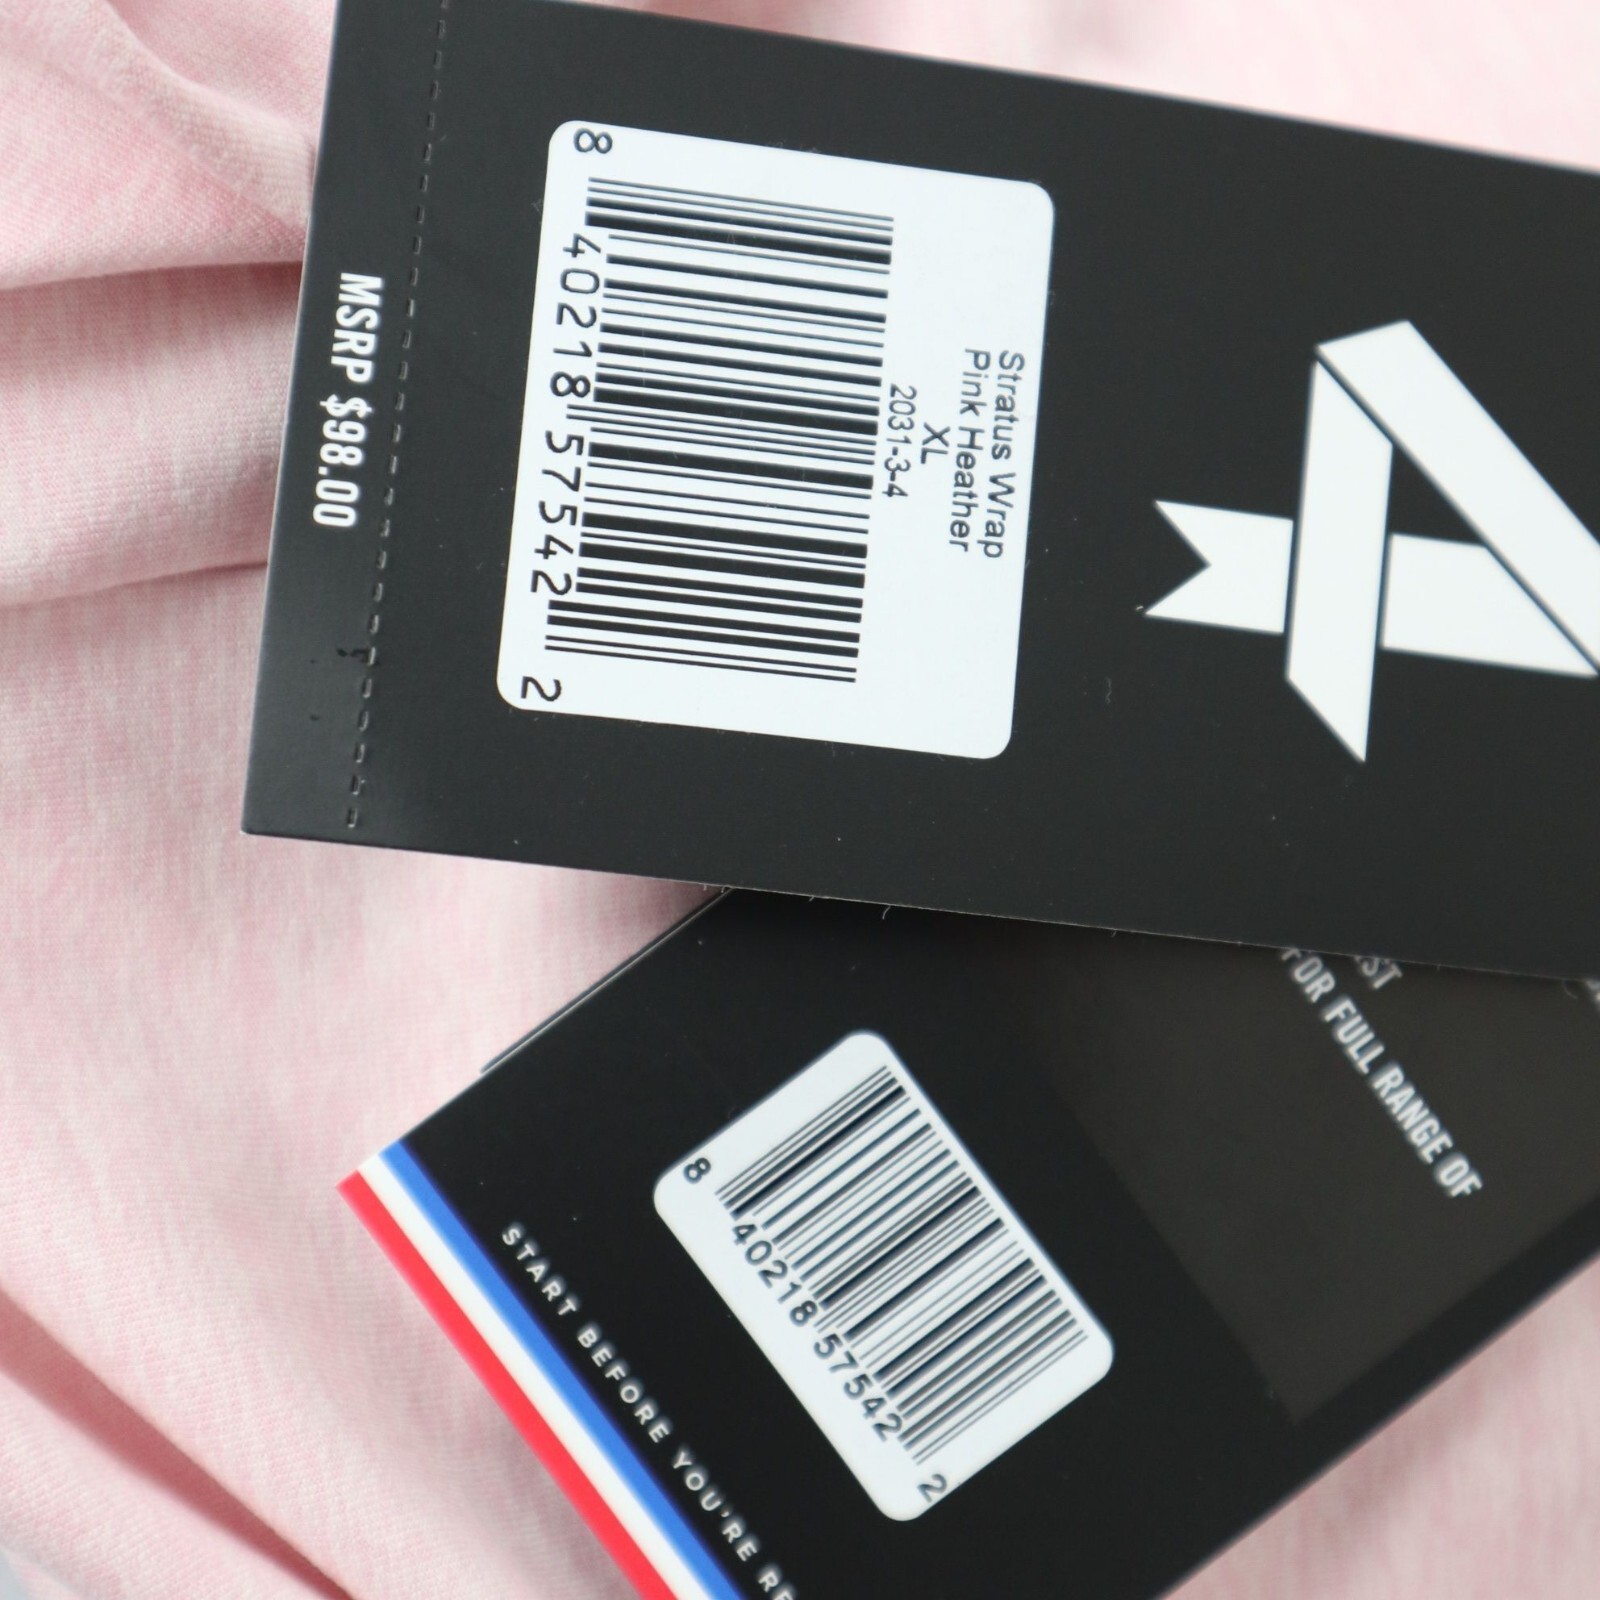 MSRP $98.00
8 40218 57542 2
Stratus Wrap
Pink Heather
XL
2031-3-4
FOR FULL RANGE OF
8 40218 57542 2
START BEFORE YOU'RE